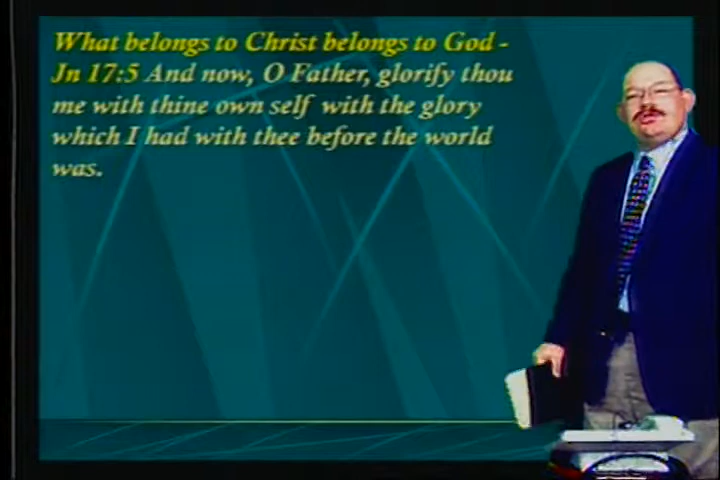 What belongs to Christ belongs to God -
Jn 17:5 And now, O Father, glorify thou
me with thine own self with the glory
which I had with thee before the world
was.